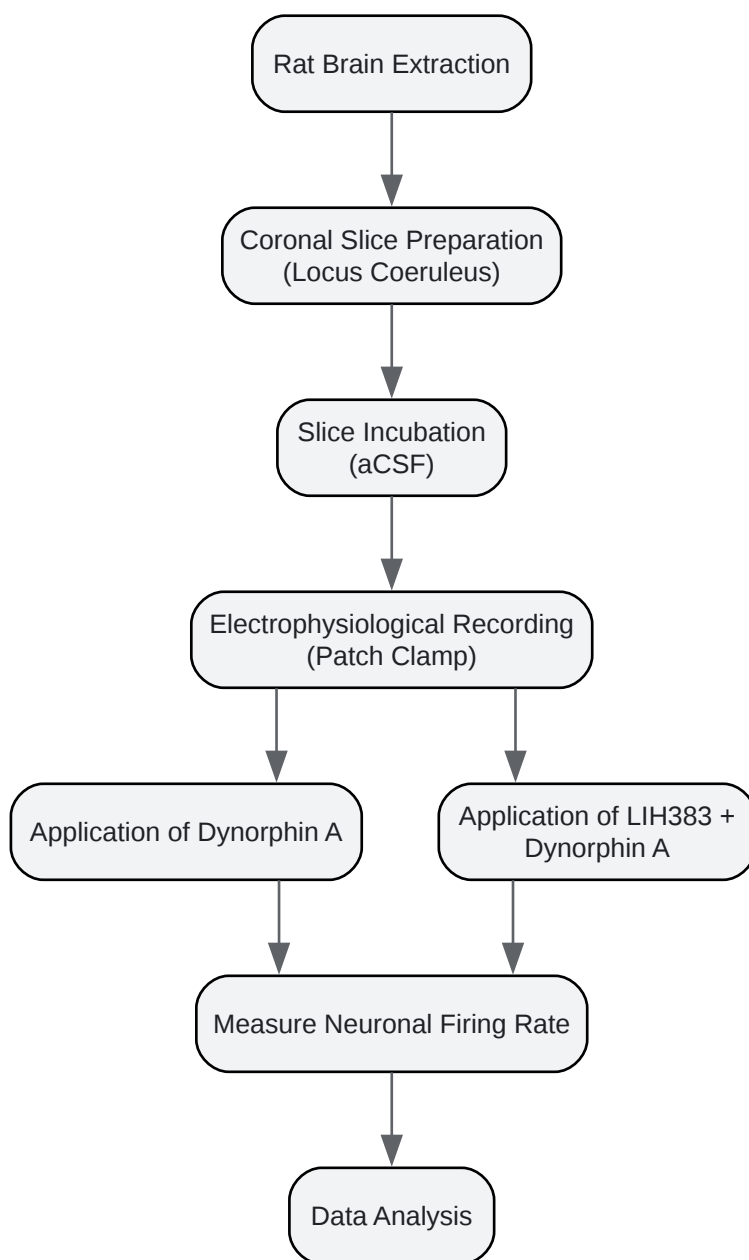 Rat Brain Extraction
Coronal Slice Preparation
(Locus Coeruleus)
Slice Incubation
(aCSF)
Electrophysiological Recording
(Patch Clamp)
Application of Dynorphin A
Application of LIH383 +
Dynorphin A
Measure Neuronal Firing Rate
Data Analysis